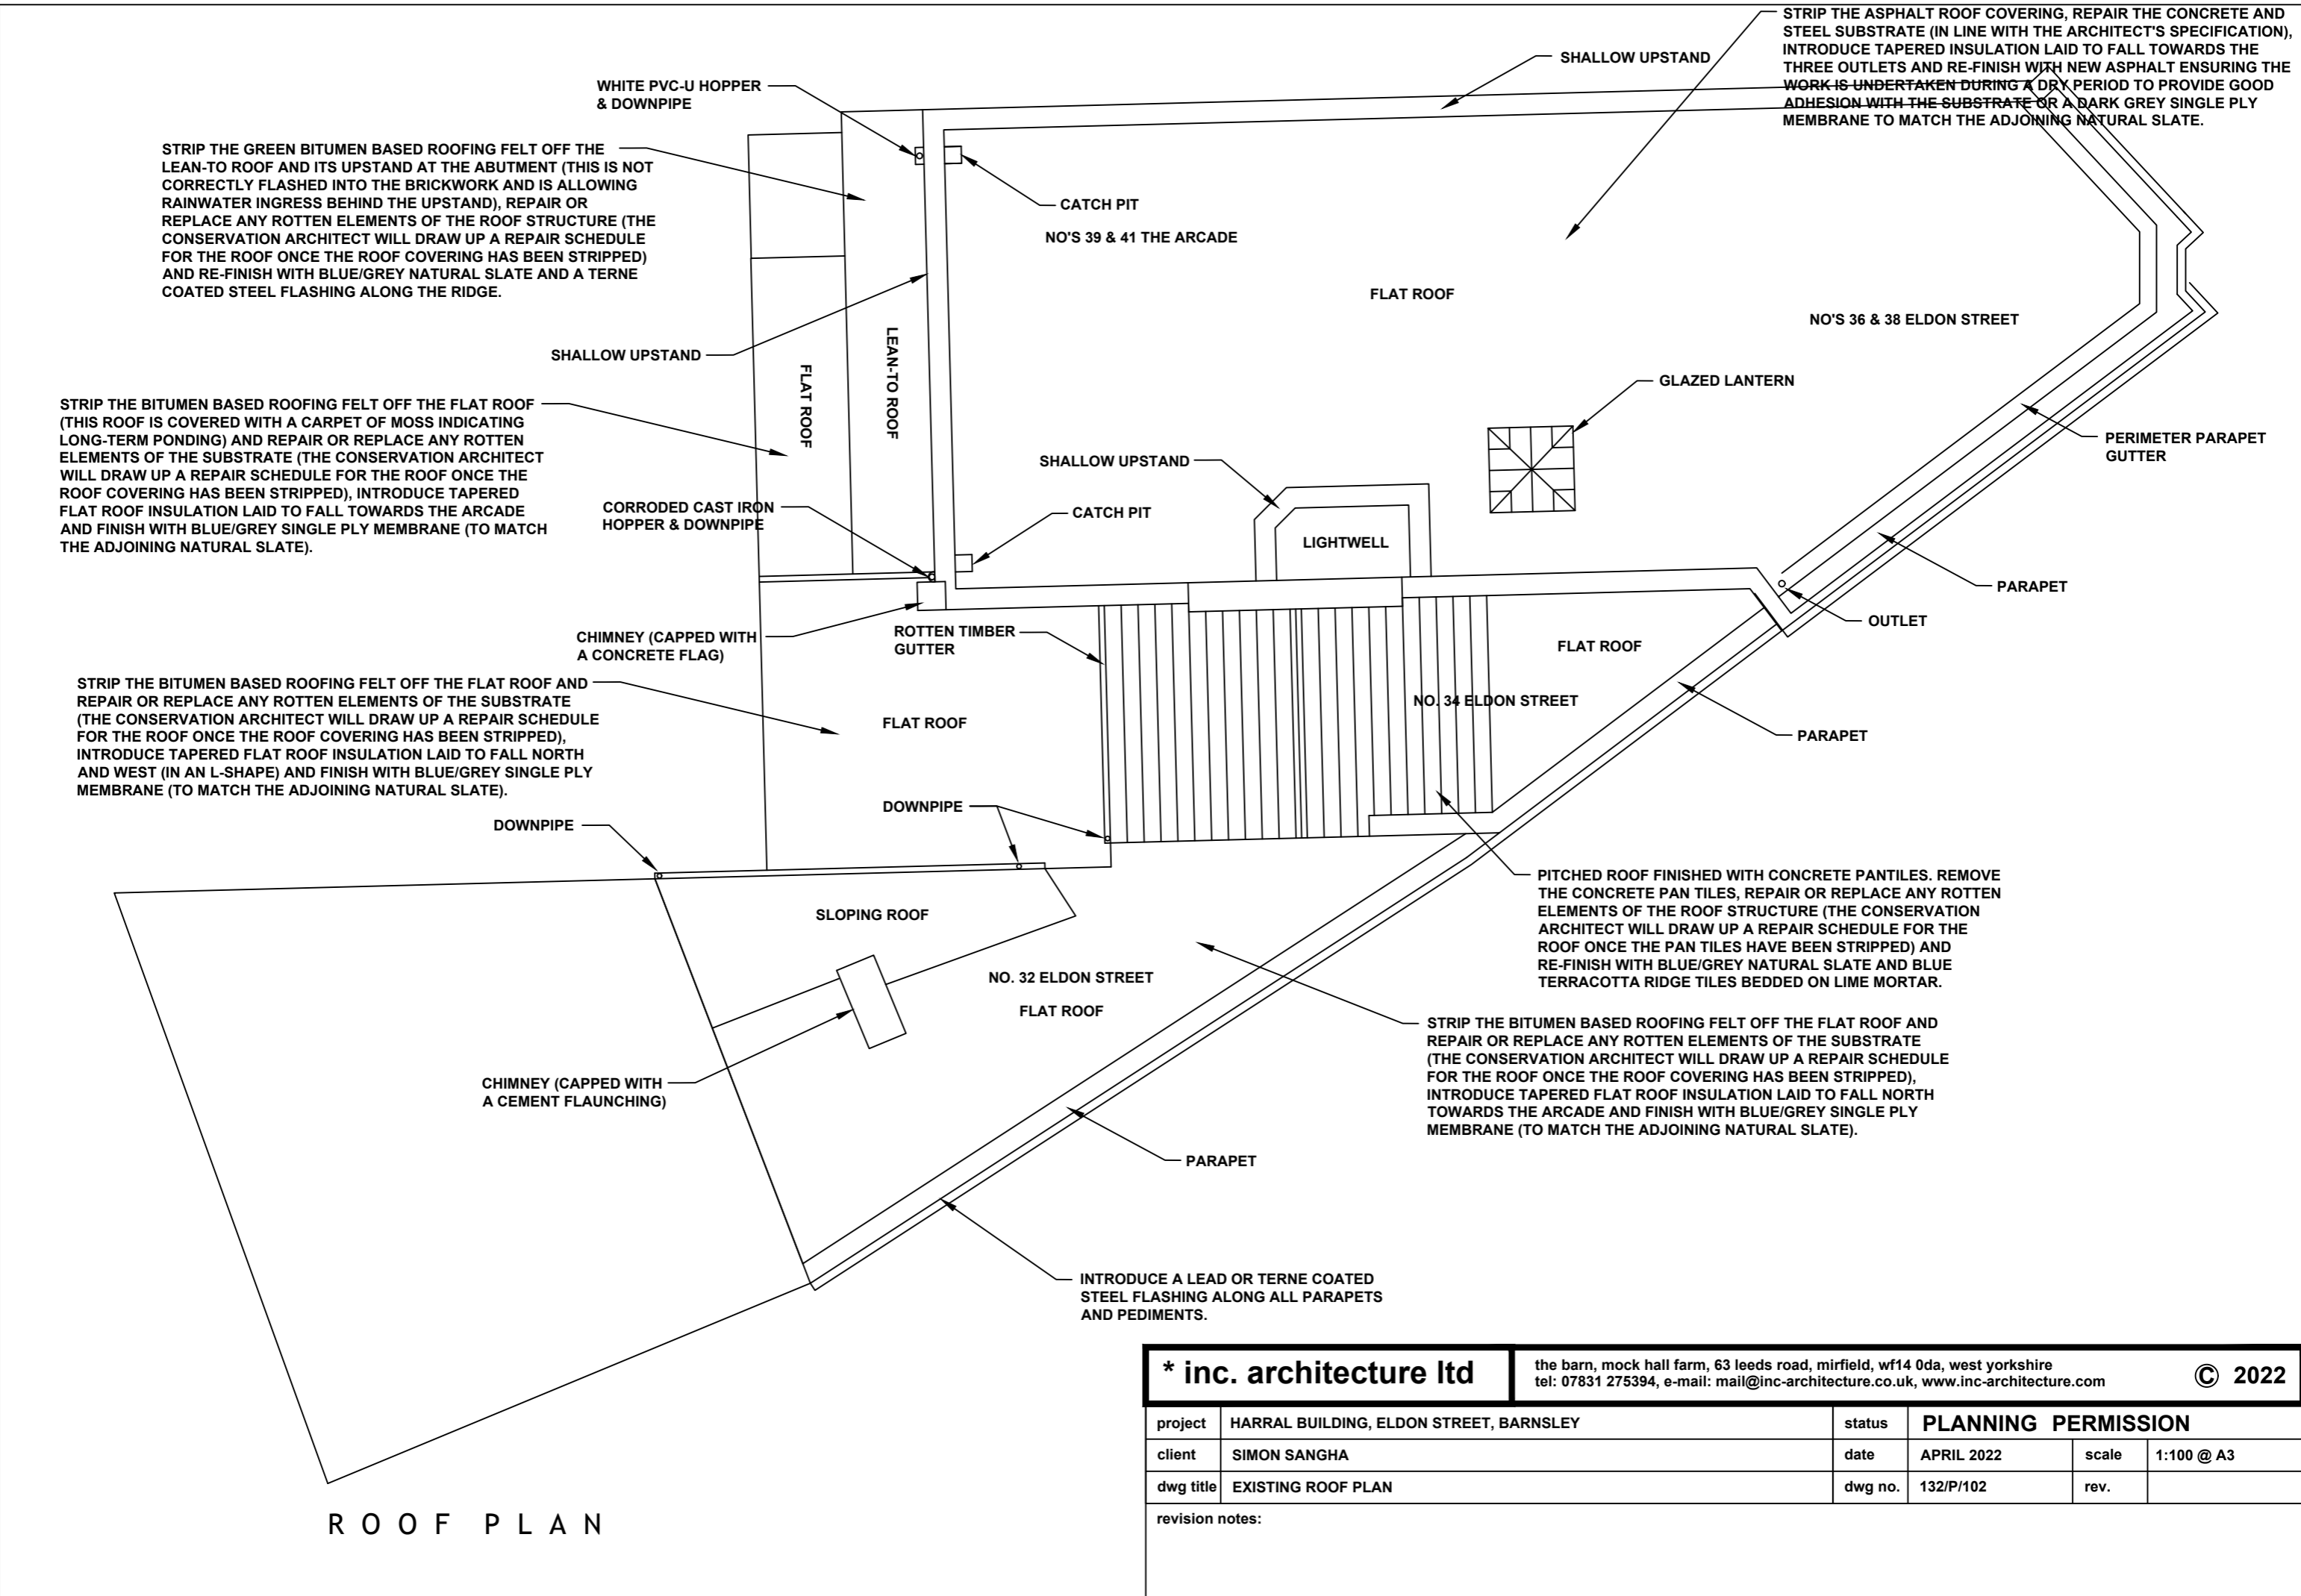 STRIP THE ASPHALT ROOF COVERING, REPAIR THE CONCRETE AND
STEEL SUBSTRATE (IN LINE WITH THE ARCHITECT'S SPECIFICATION),
INTRODUCE TAPERED INSULATION LAID TO FALL TOWARDS THE
THREE OUTLETS AND RE-FINISH WITH NEW ASPHALT ENSURING THE
WORK IS UNDERTAKEN DURING A DRY PERIOD TO PROVIDE GOOD
ADHESION WITH THE SUBSTRATE OR A DARK GREY SINGLE PLY
MEMBRANE TO MATCH THE ADJOINING NATURAL SLATE.
SHALLOW UPSTAND
WHITE PVC-U HOPPER
& DOWNPIPE
STRIP THE GREEN BITUMEN BASED ROOFING FELT OFF THE
LEAN-TO ROOF AND ITS UPSTAND AT THE ABUTMENT (THIS IS NOT
CORRECTLY FLASHED INTO THE BRICKWORK AND IS ALLOWING
RAINWATER INGRESS BEHIND THE UPSTAND), REPAIR OR
REPLACE ANY ROTTEN ELEMENTS OF THE ROOF STRUCTURE (THE
CONSERVATION ARCHITECT WILL DRAW UP A REPAIR SCHEDULE
FOR THE ROOF ONCE THE ROOF COVERING HAS BEEN STRIPPED)
AND RE-FINISH WITH BLUE/GREY NATURAL SLATE AND A TERNE
COATED STEEL FLASHING ALONG THE RIDGE.
CATCH PIT
NO'S 39 & 41 THE ARCADE
FLAT ROOF
NO'S 36 & 38 ELDON STREET
SHALLOW UPSTAND
LEAN-TO ROOF
FLAT ROOF
GLAZED LANTERN
STRIP THE BITUMEN BASED ROOFING FELT OFF THE FLAT ROOF
(THIS ROOF IS COVERED WITH A CARPET OF MOSS INDICATING
LONG-TERM PONDING) AND REPAIR OR REPLACE ANY ROTTEN
ELEMENTS OF THE SUBSTRATE (THE CONSERVATION ARCHITECT
WILL DRAW UP A REPAIR SCHEDULE FOR THE ROOF ONCE THE
ROOF COVERING HAS BEEN STRIPPED), INTRODUCE TAPERED
FLAT ROOF INSULATION LAID TO FALL TOWARDS THE ARCADE
AND FINISH WITH BLUE/GREY SINGLE PLY MEMBRANE (TO MATCH
THE ADJOINING NATURAL SLATE).
PERIMETER PARAPET
GUTTER
SHALLOW UPSTAND
CORRODED CAST IRON
HOPPER & DOWNPIPE
CATCH PIT
LIGHTWELL
PARAPET
OUTLET
CHIMNEY (CAPPED WITH
A CONCRETE FLAG)
ROTTEN TIMBER
GUTTER
FLAT ROOF
STRIP THE BITUMEN BASED ROOFING FELT OFF THE FLAT ROOF AND
REPAIR OR REPLACE ANY ROTTEN ELEMENTS OF THE SUBSTRATE
(THE CONSERVATION ARCHITECT WILL DRAW UP A REPAIR SCHEDULE
FOR THE ROOF ONCE THE ROOF COVERING HAS BEEN STRIPPED),
INTRODUCE TAPERED FLAT ROOF INSULATION LAID TO FALL NORTH
AND WEST (IN AN L-SHAPE) AND FINISH WITH BLUE/GREY SINGLE PLY
MEMBRANE (TO MATCH THE ADJOINING NATURAL SLATE).
NO. 34 ELDON STREET
FLAT ROOF
PARAPET
DOWNPIPE
DOWNPIPE
PITCHED ROOF FINISHED WITH CONCRETE PANTILES. REMOVE
THE CONCRETE PAN TILES, REPAIR OR REPLACE ANY ROTTEN
ELEMENTS OF THE ROOF STRUCTURE (THE CONSERVATION
ARCHITECT WILL DRAW UP A REPAIR SCHEDULE FOR THE
ROOF ONCE THE PAN TILES HAVE BEEN STRIPPED) AND
RE-FINISH WITH BLUE/GREY NATURAL SLATE AND BLUE
TERRACOTTA RIDGE TILES BEDDED ON LIME MORTAR.
SLOPING ROOF
NO. 32 ELDON STREET
FLAT ROOF
STRIP THE BITUMEN BASED ROOFING FELT OFF THE FLAT ROOF AND
REPAIR OR REPLACE ANY ROTTEN ELEMENTS OF THE SUBSTRATE
(THE CONSERVATION ARCHITECT WILL DRAW UP A REPAIR SCHEDULE
FOR THE ROOF ONCE THE ROOF COVERING HAS BEEN STRIPPED),
INTRODUCE TAPERED FLAT ROOF INSULATION LAID TO FALL NORTH
TOWARDS THE ARCADE AND FINISH WITH BLUE/GREY SINGLE PLY
MEMBRANE (TO MATCH THE ADJOINING NATURAL SLATE).
CHIMNEY (CAPPED WITH
A CEMENT FLAUNCHING)
PARAPET
INTRODUCE A LEAD OR TERNE COATED
STEEL FLASHING ALONG ALL PARAPETS
AND PEDIMENTS.
ROOF PLAN
* inc. architecture ltd
the barn, mock hall farm, 63 leeds road, mirfield, wf14 0da, west yorkshire
tel: 07831 275394, e-mail: mail@inc-architecture.co.uk, www.inc-architecture.com
© 2022
project HARRAL BUILDING, ELDON STREET, BARNSLEY status PLANNING PERMISSION
client SIMON SANGHA date APRIL 2022 scale 1:100 @ A3
dwg title EXISTING ROOF PLAN dwg no. 132/P/102 rev.
revision notes: